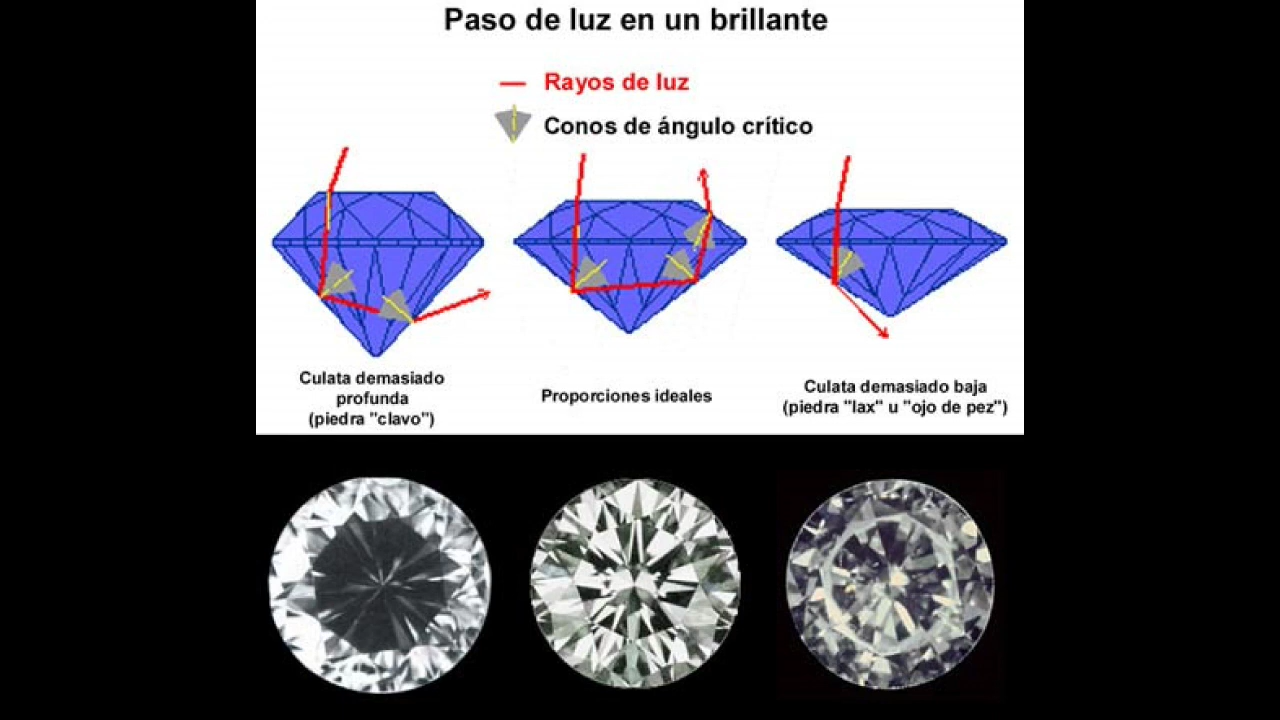 Paso de luz en un brillante
Rayos de luz
Conos de ángulo crítico
Culata demasiado
profunda
(piedra "clavo")
Proporciones ideales
Culata demasiado baja
(piedra "lax" u "ojo de pez")